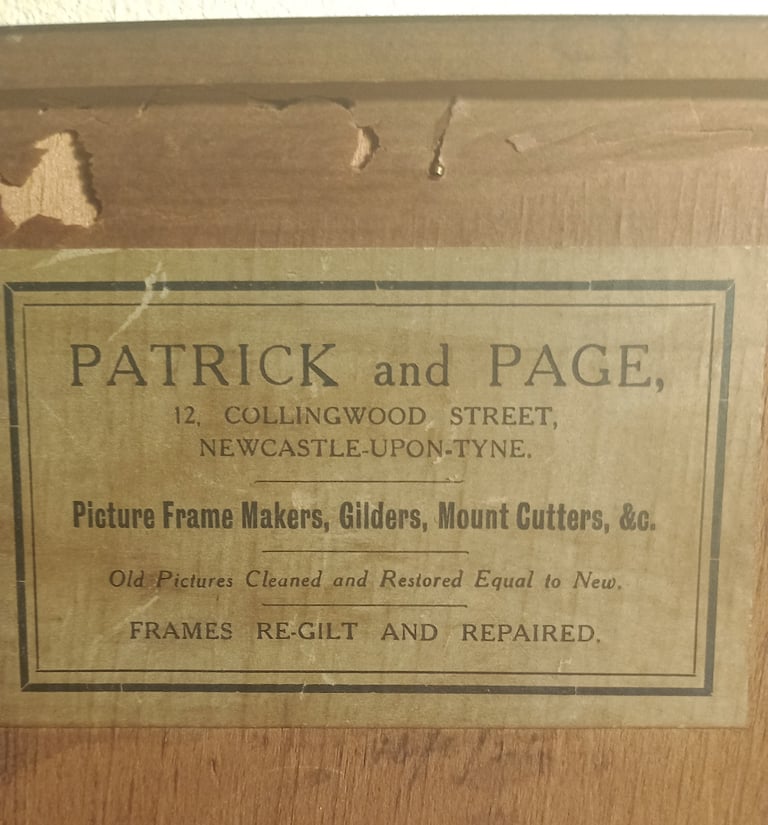 PATRICK and PAGE,
12, COLLINGWOOD STREET,
NEWCASTLE-UPON-TYNE.
Picture Frame Makers, Gilders, Mount Cutters, &c.
Old Pictures Cleaned and Restored Equal to New.
FRAMES RE-GILT AND REPAIRED.